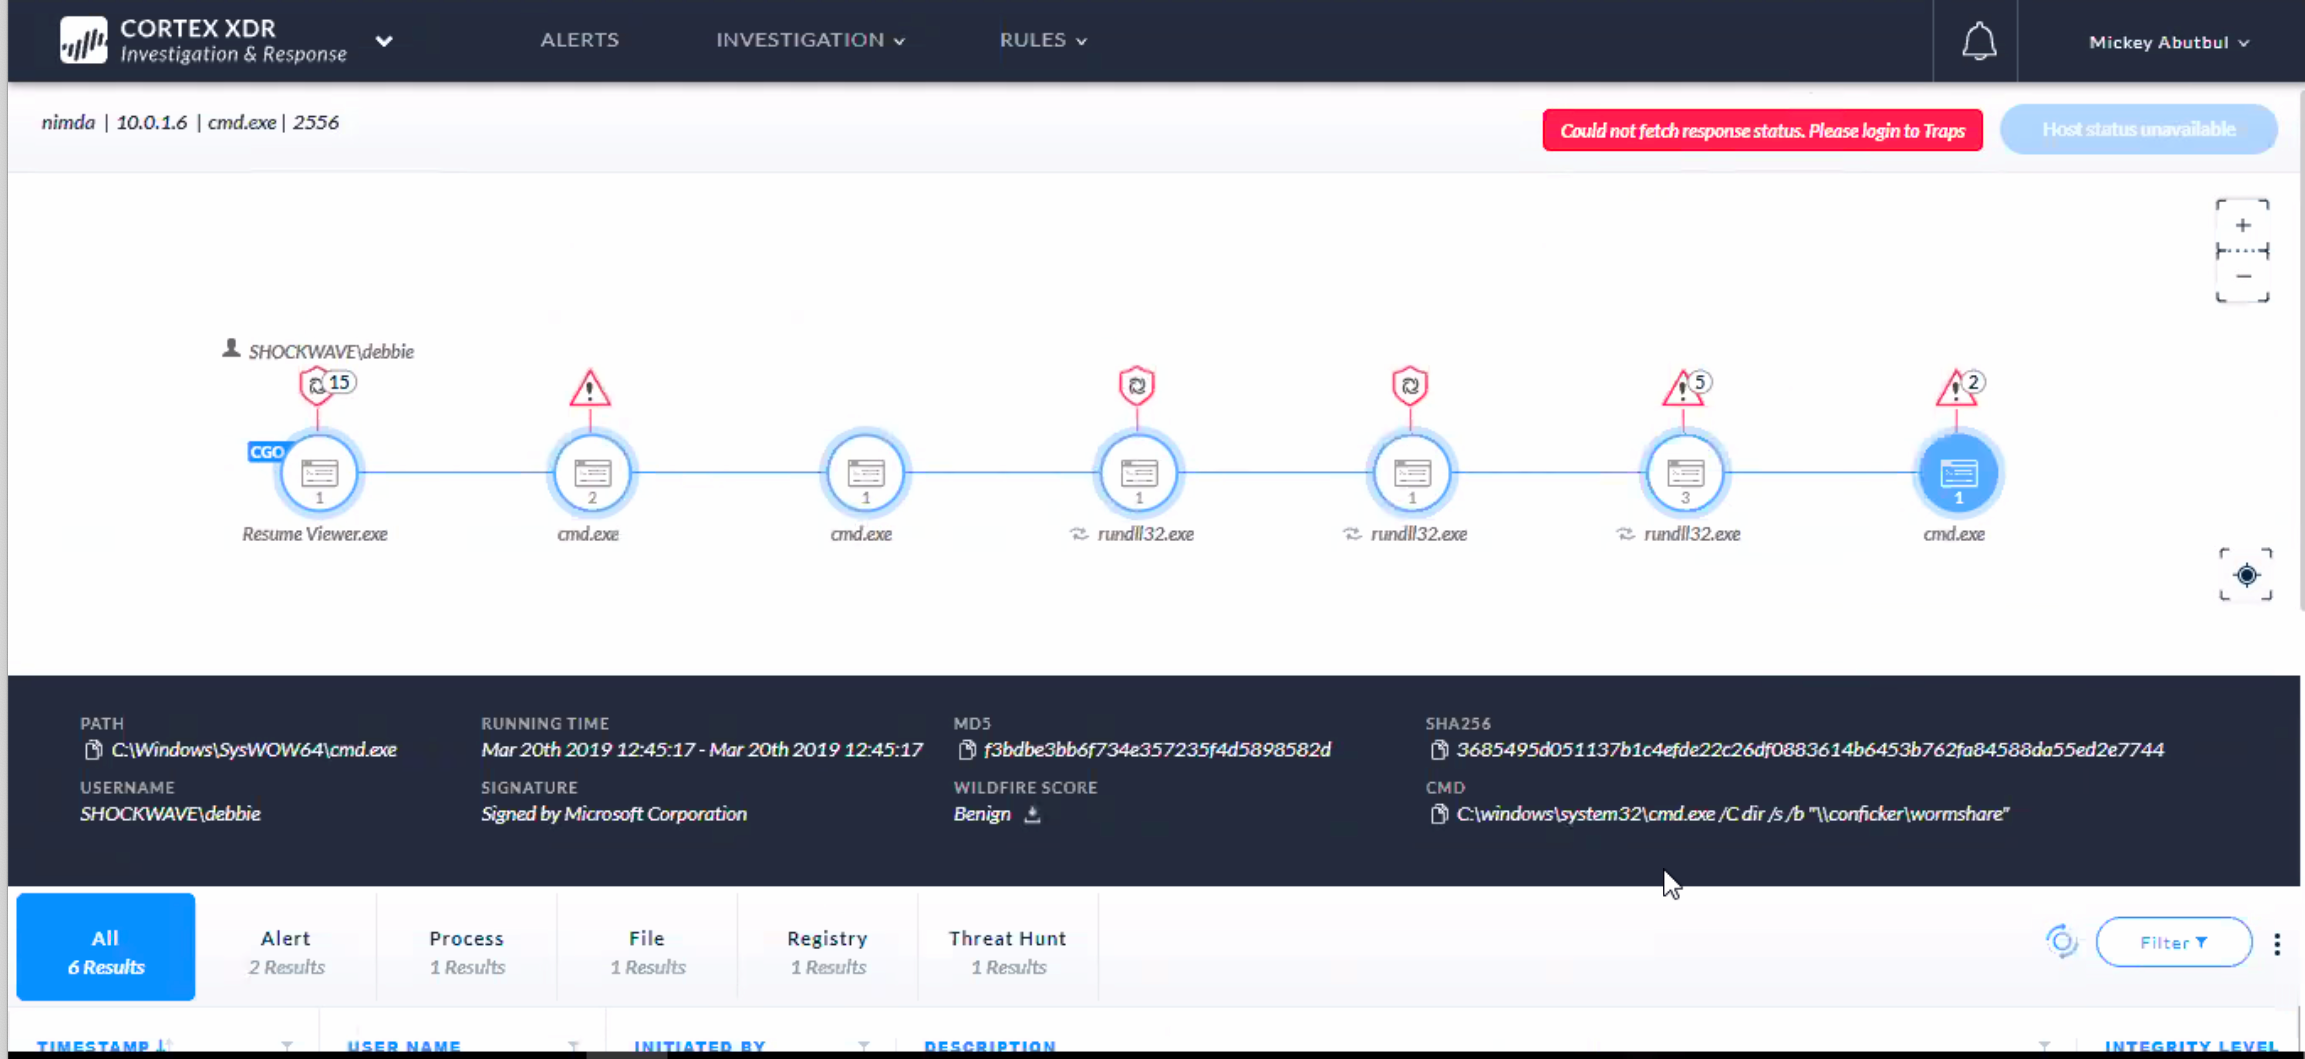 CORTEX XDR
Investigation & Response
ALERTS
INVESTIGATION
RULES
Mickey Abutbul
nimda | 10.0.1.6 | cmd.exe | 2556
Could not fetch response status. Please login to Traps
Host status unavailable
SHOCKWAVE\debbie
15
5
2
CGO
1
2
1
1
1
3
1
Resume Viewer.exe
cmd.exe
cmd.exe
rundll32.exe
rundll32.exe
rundll32.exe
cmd.exe
PATH
C:\Windows\SysWOW64\cmd.exe
RUNNING TIME
Mar 20th 2019 12:45:17 - Mar 20th 2019 12:45:17
MD5
f3bdbe3bb6f734e357235f4d5898582d
SHA256
3685495d051137b1c4efde22c26df0883614b6453b762fa84588da55ed2e7744
USERNAME
SHOCKWAVE\debbie
SIGNATURE
Signed by Microsoft Corporation
WILDFIRE SCORE
Benign
CMD
C:\windows\system32\cmd.exe /C dir /s /b "\\conficker\wormshare"
All
6 Results
Alert
2 Results
Process
1 Results
File
1 Results
Registry
1 Results
Threat Hunt
1 Results
Filter
TIMESTAMP
USER NAME
INITIATED BY
DESCRIPTION
INTEGRITY LEVEL